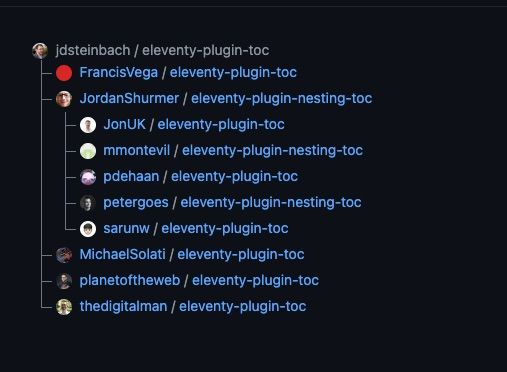 jdsteinbach / eleventy-plugin-toc
FrancisVega / eleventy-plugin-toc
JordanShurmer / eleventy-plugin-nesting-toc
JonUK / eleventy-plugin-toc
mmontevil / eleventy-plugin-nesting-toc
pdehaan / eleventy-plugin-toc
petergoes / eleventy-plugin-nesting-toc
sarunw / eleventy-plugin-toc
MichaelSolati / eleventy-plugin-toc
planetoftheweb / eleventy-plugin-toc
thedigitalman / eleventy-plugin-toc